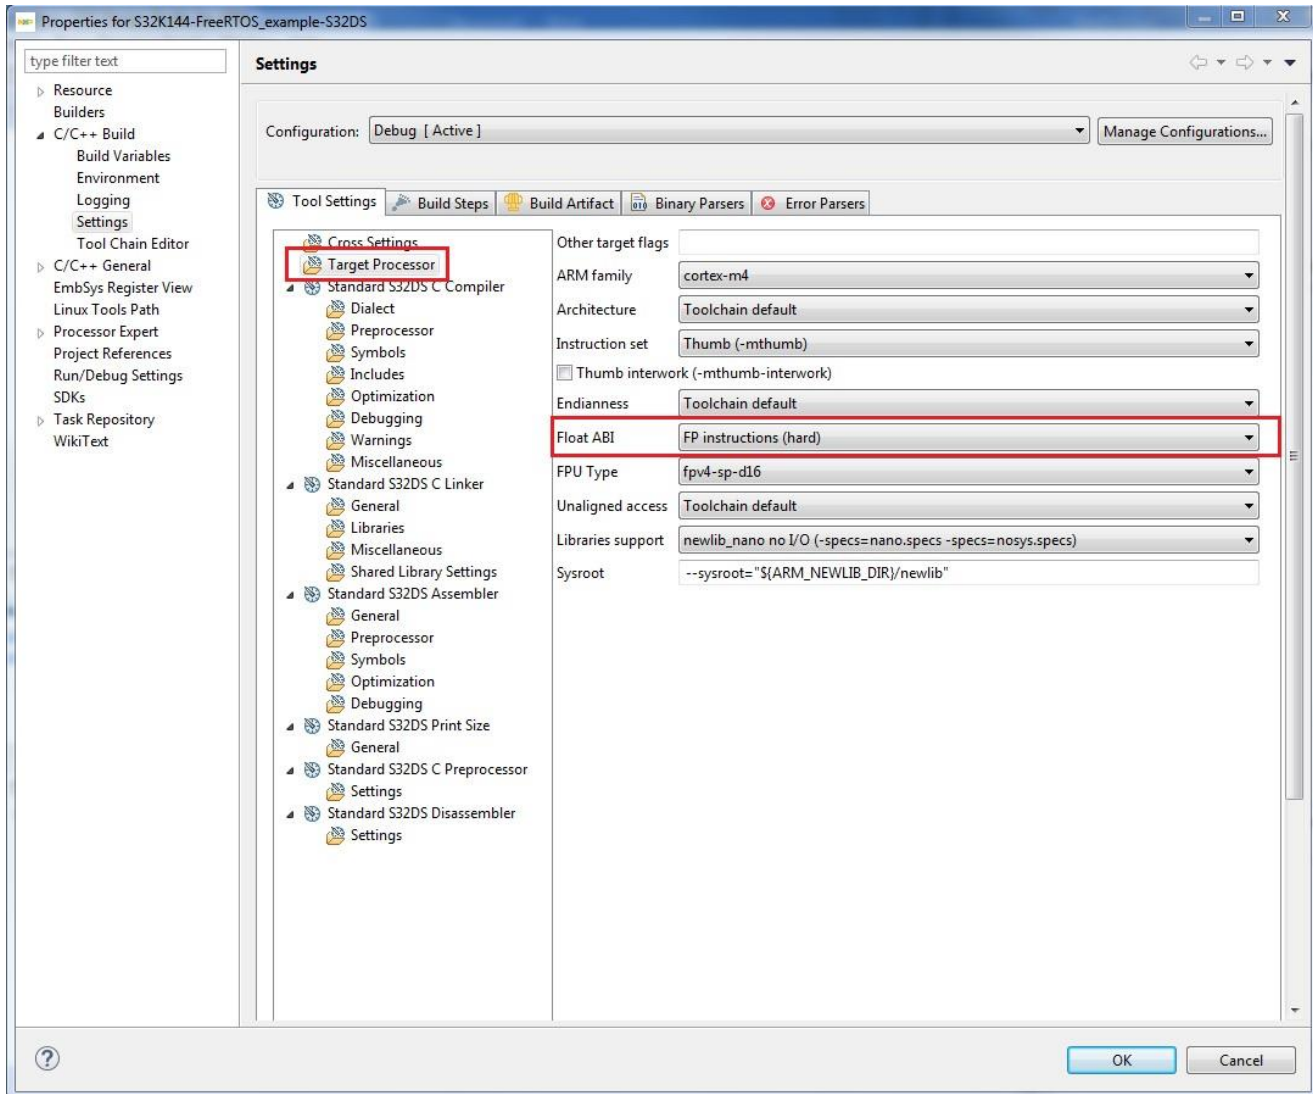 NXP Properties for S32K144-FreeRTOS_example-S32DS
type filter text
Resource
Builders
C/C++ Build
Build Variables
Environment
Logging
Settings
Tool Chain Editor
C/C++ General
EmbSys Register View
Linux Tools Path
Processor Expert
Project References
Run/Debug Settings
SDKs
Task Repository
WikiText
Settings
Configuration: Debug [ Active ]
Manage Configurations...
Tool Settings Build Steps Build Artifact Binary Parsers Error Parsers
Cross Settings
Target Processor
Standard S32DS C Compiler
Dialect
Preprocessor
Symbols
Includes
Optimization
Debugging
Warnings
Miscellaneous
Standard S32DS C Linker
General
Libraries
Miscellaneous
Shared Library Settings
Standard S32DS Assembler
General
Preprocessor
Symbols
Optimization
Debugging
Standard S32DS Print Size
General
Standard S32DS C Preprocessor
Settings
Standard S32DS Disassembler
Settings
Other target flags
ARM family cortex-m4
Architecture Toolchain default
Instruction set Thumb (-mthumb)
Thumb interwork (-mthumb-interwork)
Endianness Toolchain default
Float ABI FP instructions (hard)
FPU Type fpv4-sp-d16
Unaligned access Toolchain default
Libraries support newlib_nano no I/O (-specs=nano.specs -specs=nosys.specs)
Sysroot --sysroot="${ARM_NEWLIB_DIR}/newlib"
OK Cancel